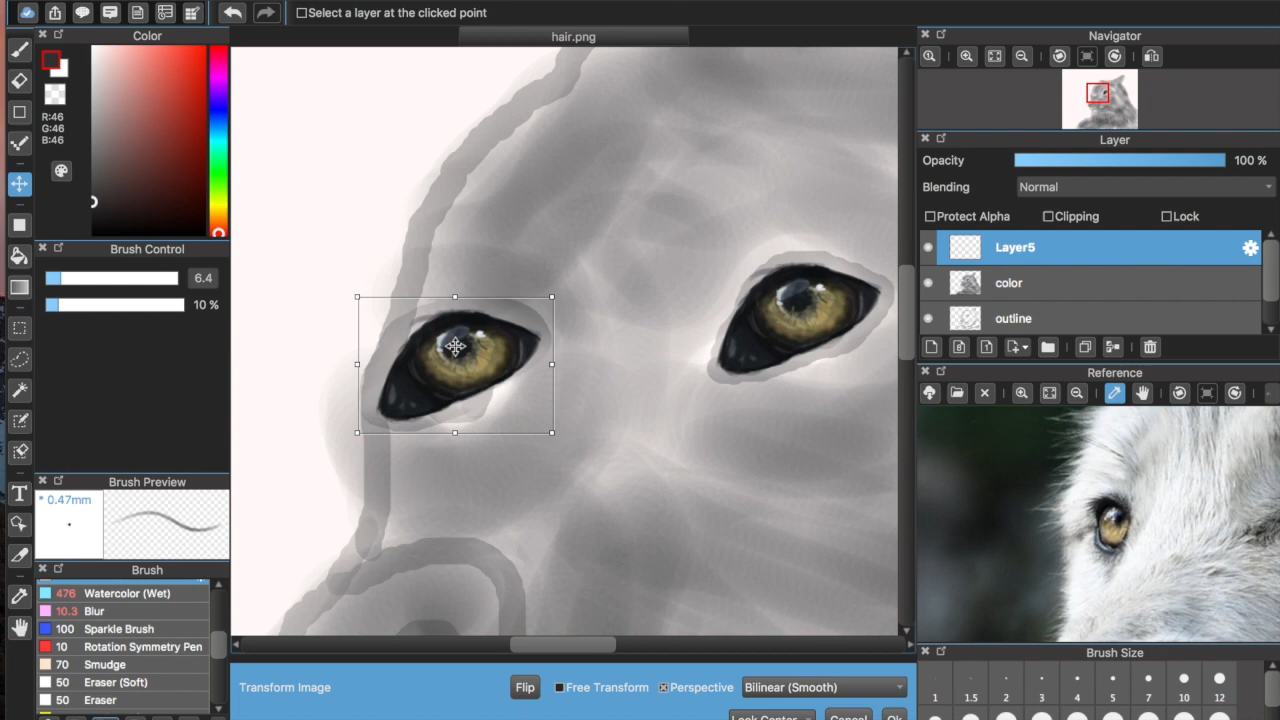 Select a layer at the clicked point
Color
R:46
G:46
B:46
Brush Control
6.4
10 %
Brush Preview
* 0.47mm
Brush
476 Watercolor (Wet)
10.3 Blur
100 Sparkle Brush
10 Rotation Symmetry Pen
70 Smudge
50 Eraser (Soft)
50 Eraser
hair.png
Transform Image
Flip
Free Transform
Perspective
Bilinear (Smooth)
Lock Center
Cancel
Ok
Navigator
Layer
Opacity
100 %
Blending
Normal
Protect Alpha
Clipping
Lock
Layer5
color
outline
Reference
Brush Size
1 1.5 2 3 4 5 7 10 12